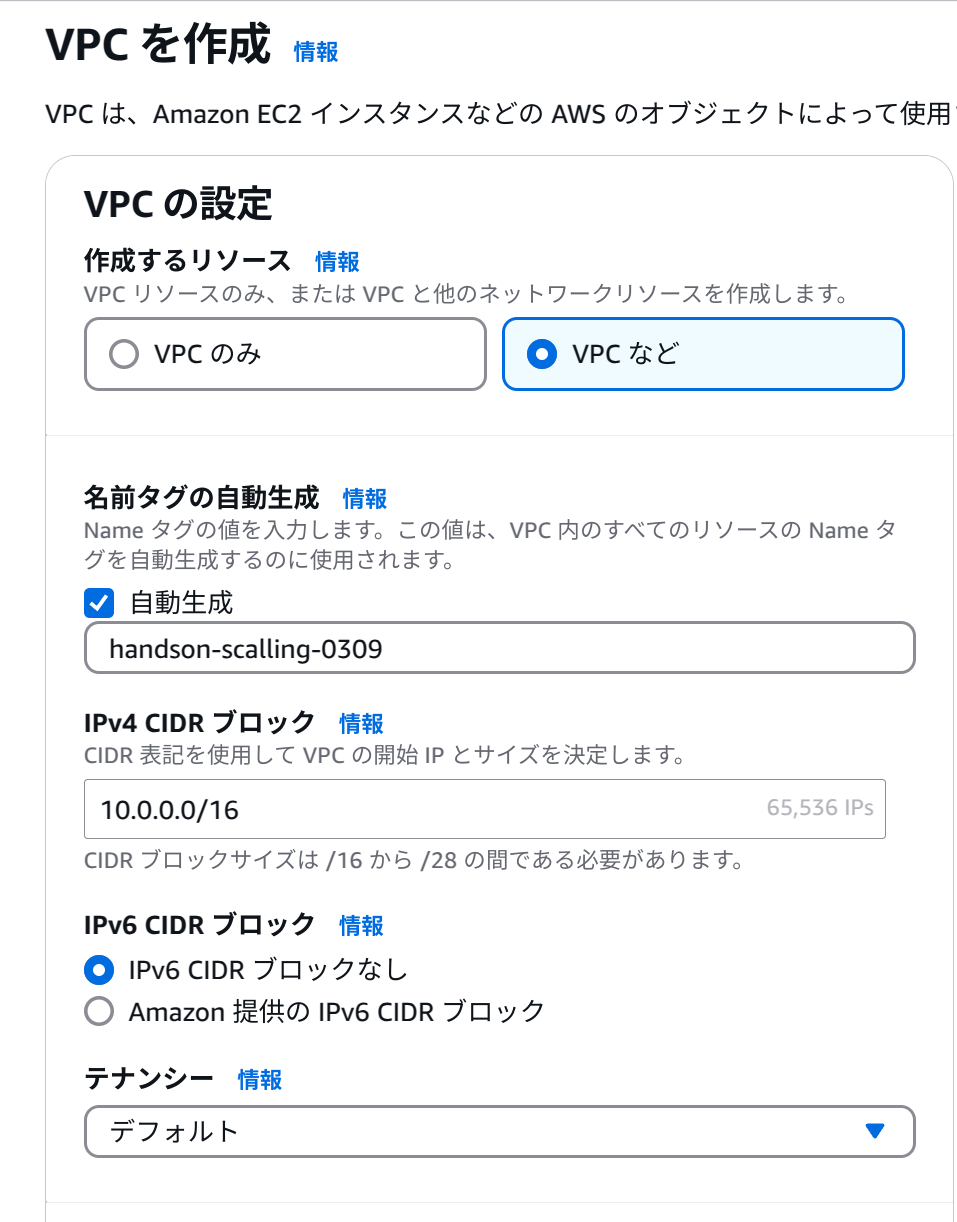 VPC を作成 情報
VPC は、Amazon EC2 インスタンスなどの AWS のオブジェクトによって使用
VPC の設定
作成するリソース 情報
VPC リソースのみ、または VPC と他のネットワークリソースを作成します。
VPC のみ
VPC など
名前タグの自動生成 情報
Name タグの値を入力します。この値は、VPC 内のすべてのリソースの Name タ
グを自動生成するのに使用されます。
自動生成
handson-scalling-0309
IPv4 CIDR ブロック 情報
CIDR 表記を使用して VPC の開始 IP とサイズを決定します。
10.0.0.0/16 65,536 IPs
CIDR ブロックサイズは /16 から /28 の間である必要があります。
IPv6 CIDR ブロック 情報
IPv6 CIDR ブロックなし
Amazon 提供の IPv6 CIDR ブロック
テナンシー 情報
デフォルト